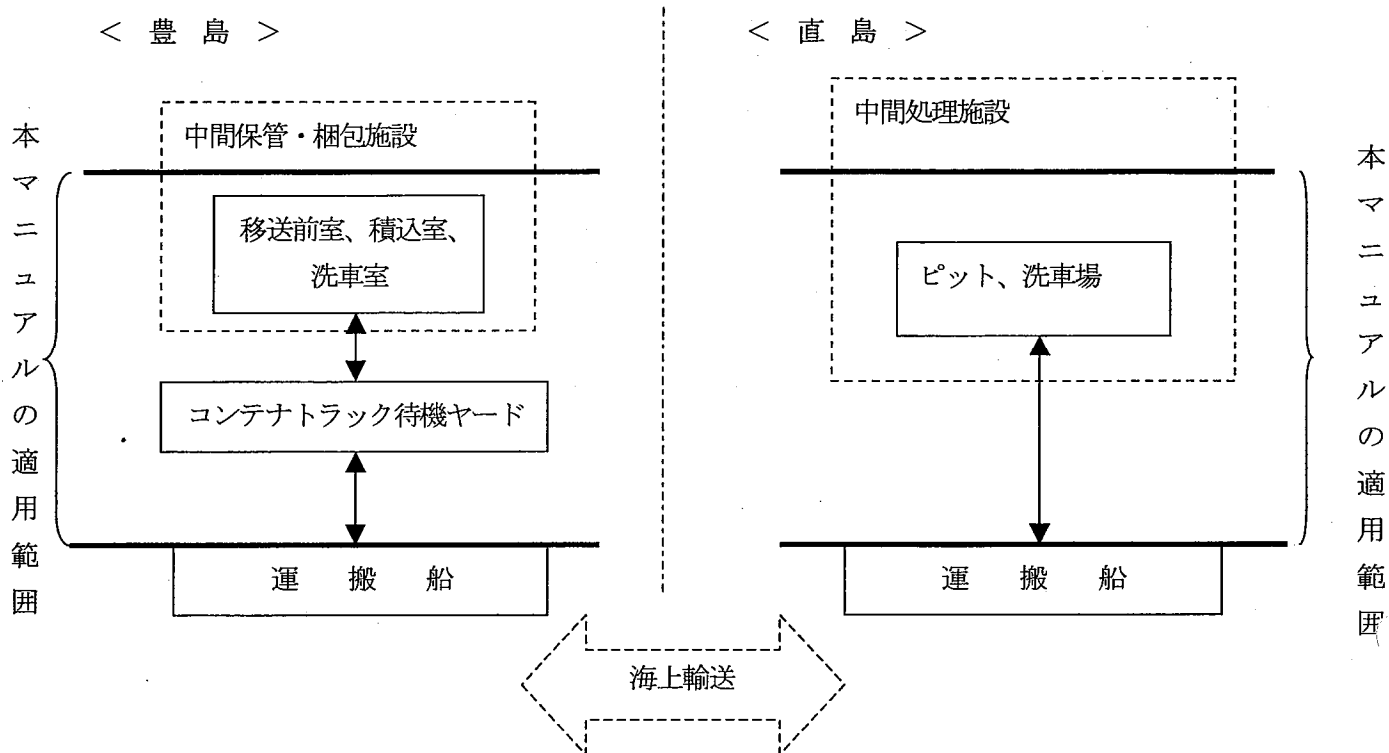 < 豊 島 >
< 直 島 >
本マニュアルの適用範囲
中間保管・梱包施設
移送前室、積込室、
洗車室
コンテナトラック待機ヤード
運 搬 船
中間処理施設
ピット、洗車場
運 搬 船
本マニュアルの適用範囲
海上輸送